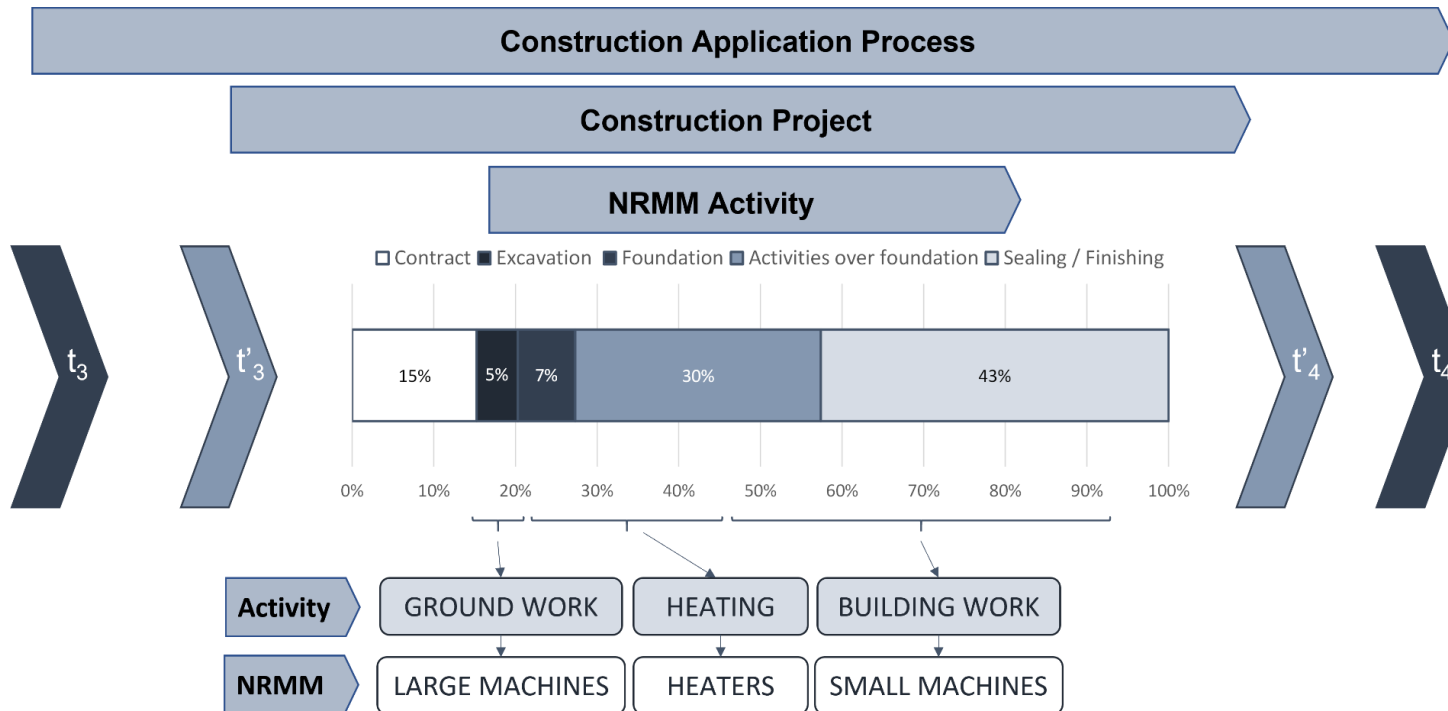 Construction Application Process
Construction Project
NRMM Activity
Contract Excavation Foundation Activities over foundation Sealing / Finishing
t3 t’3 15% 5% 7% 30% 43% t’4 t4
0% 10% 20% 30% 40% 50% 60% 70% 80% 90% 100%
Activity GROUND WORK HEATING BUILDING WORK
NRMM LARGE MACHINES HEATERS SMALL MACHINES